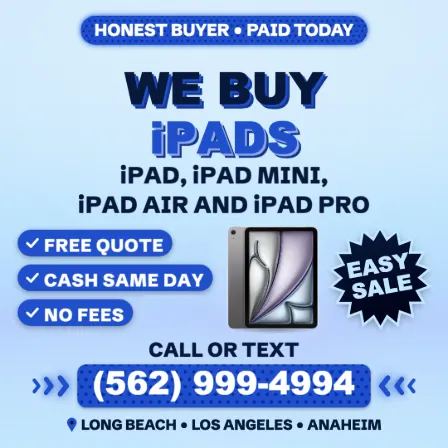 HONEST BUYER • PAID TODAY
WE BUY
iPADS
iPAD, iPAD MINI,
iPAD AIR AND iPAD PRO
FREE QUOTE
CASH SAME DAY
NO FEES
EASY
SALE
CALL OR TEXT
(562) 999-4994
LONG BEACH • LOS ANGELES • ANAHEIM